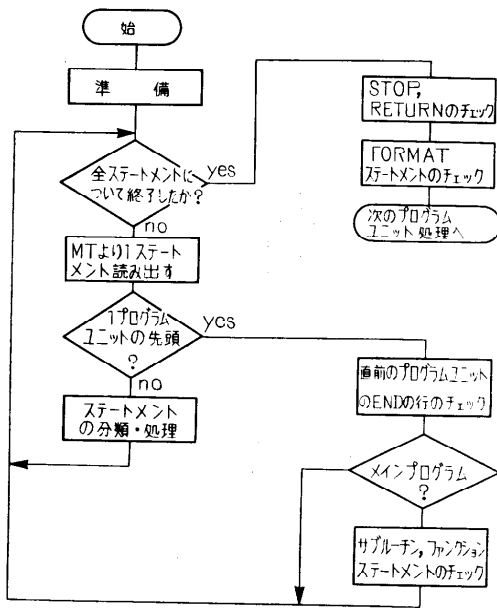 始
準 備
全ステートメントに
ついて終了したか?
yes
no
MTより1ステート
メント読み出す
1プログラム
ユニットの先頭
?
yes
no
ステートメント
の分類・処理
STOP,
RETURNのチェック
FORMAT
ステートメントのチェック
次のプログラム
ユニット処理へ
直前のプログラムユニット
のENDの行のチェック
メインプログラム
?
サブルーチン,ファンクション
ステートメントのチェック